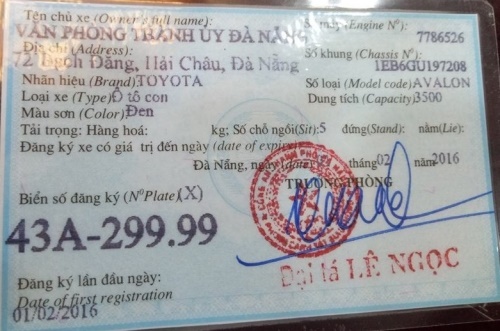 Tên chủ xe (Owner's full name): Số máy (Engine Nº):
VĂN PHÒNG THÀNH ỦY ĐÀ NẴNG 7786526
Địa chỉ (Address): Số khung (Chassis Nº):
72 Bạch Đằng, Hải Châu, Đà Nẵng 1EB6GU197208
Nhãn hiệu (Brand): TOYOTA Số loại (Model code) AVALON
Loại xe (Type) Ô tô con Dung tích (Capacity) 3500
Màu sơn (Color): Đen
Tải trọng: Hàng hoá: kg; Số chỗ ngồi (Sit): 5 đứng (Stand): nằm (Lie):
Đăng ký xe có giá trị đến ngày (date of expiry)
Đà Nẵng, ngày (date) tháng 02 năm 2016
Biển số đăng ký (NºPlate) (X) TRƯỞNG PHÒNG
43A-299.99
Đại tá LÊ NGỌC
Đăng ký lần đầu ngày:
Date of first registration
01/02/2016